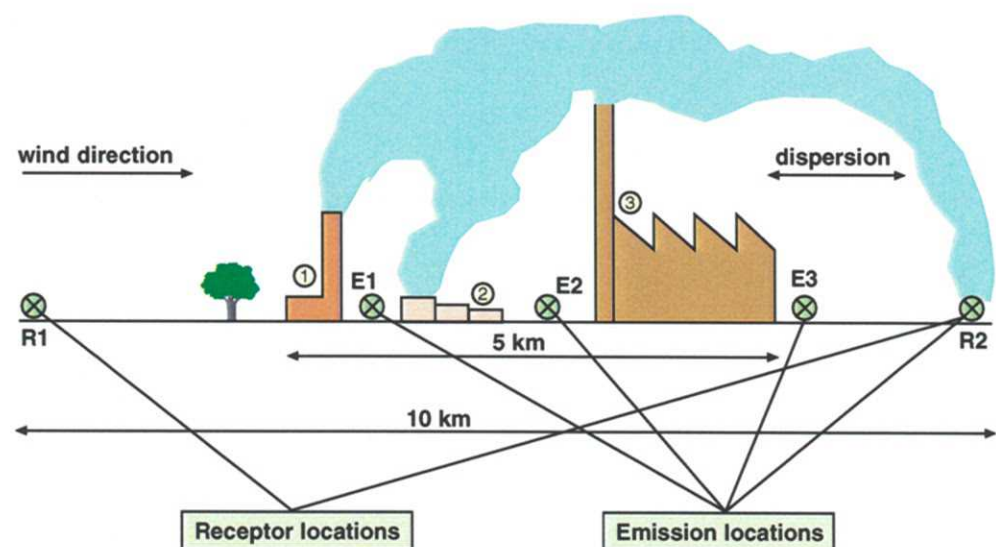 wind direction
dispersion
①
②
③
E1
E2
E3
R1
R2
5 km
10 km
Receptor locations
Emission locations